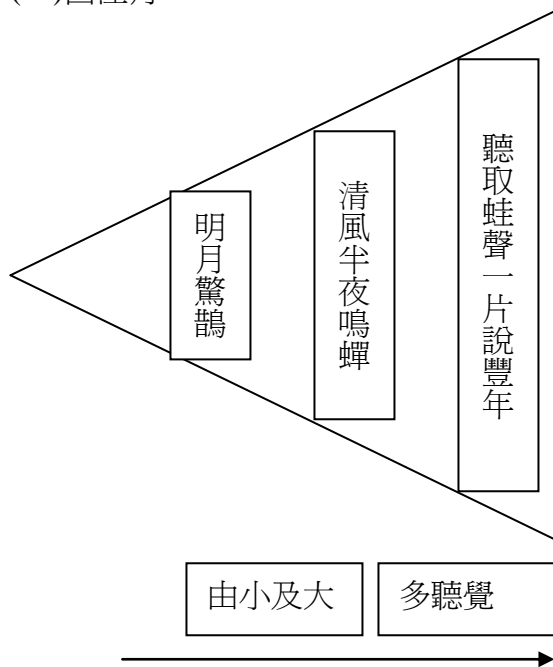 明月驚鵲
清風半夜鳴蟬
聽取蛙聲一片說豐年
由小及大
多聽覺